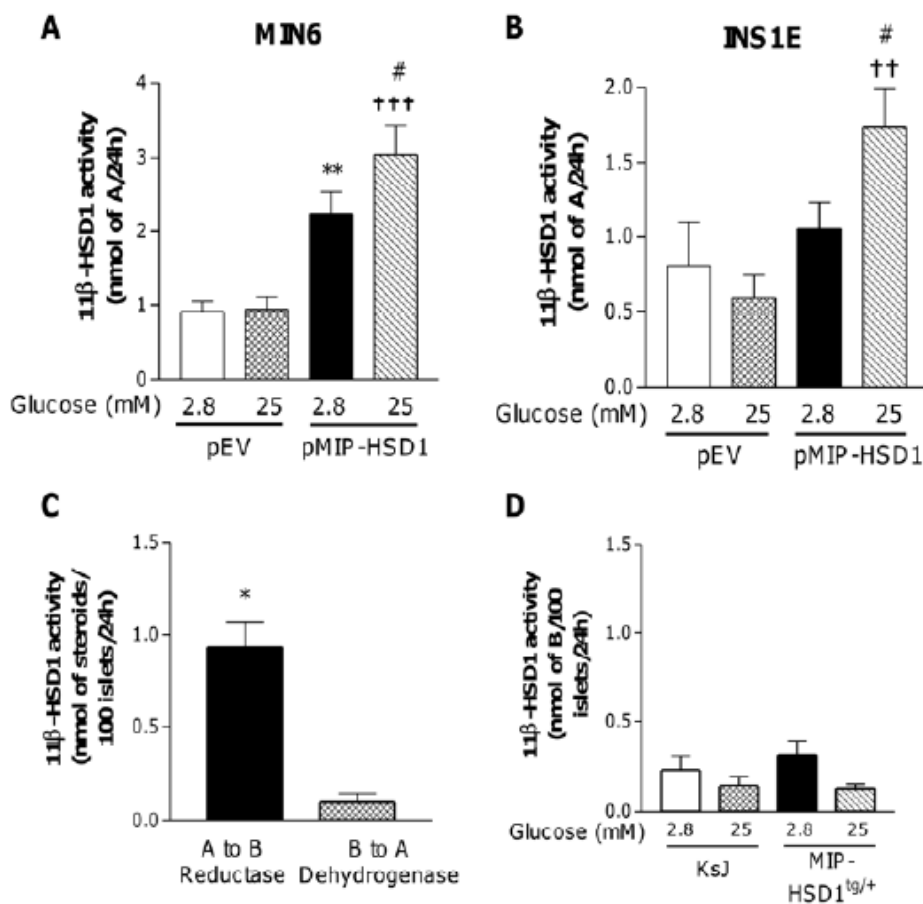 A
MIN6
11β-HSD1 activity
(nmol of A/24h)
4
3
2
1
0
**
#
†††
Glucose (mM)
2.8 25 2.8 25
pEV pMIP-HSD1
B
INS1E
11β-HSD1 activity
(nmol of A/24h)
2.0
1.5
1.0
0.5
0.0
#
††
Glucose (mM)
2.8 25 2.8 25
pEV pMIP-HSD1
C
11β-HSD1 activity
(nmol of steroids/
100 islets/24h)
1.5
1.0
0.5
0.0
*
A to B B to A
Reductase Dehydrogenase
D
11β-HSD1 activity
(nmol of B/100
islets/24h)
1.5
1.0
0.5
0.0
Glucose (mM)
2.8 25 2.8 25
KsJ MIP-
HSD1tg/+